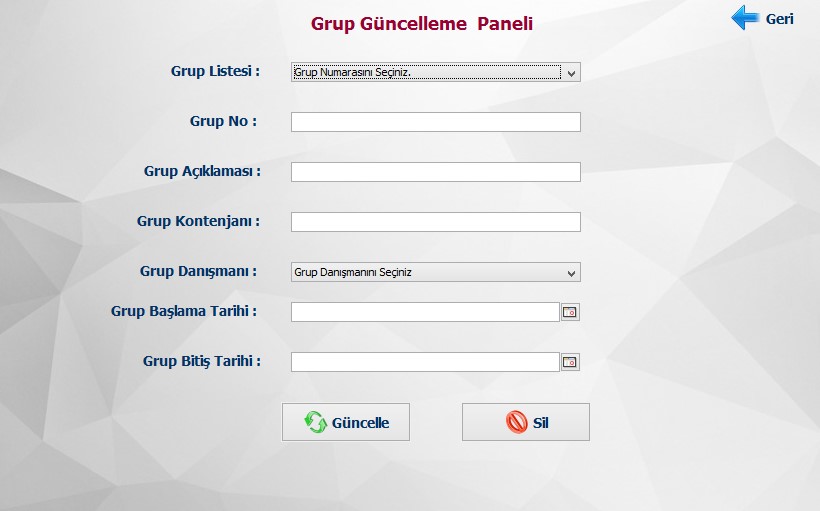 Grup Güncelleme  Paneli
Geri
Grup Listesi :
Grup Numarasını Seçiniz.
Grup No :
Grup Açıklaması :
Grup Kontenjanı :
Grup Danışmanı :
Grup Danışmanını Seçiniz
Grup Başlama Tarihi :
Grup Bitiş Tarihi :
Güncelle
Sil